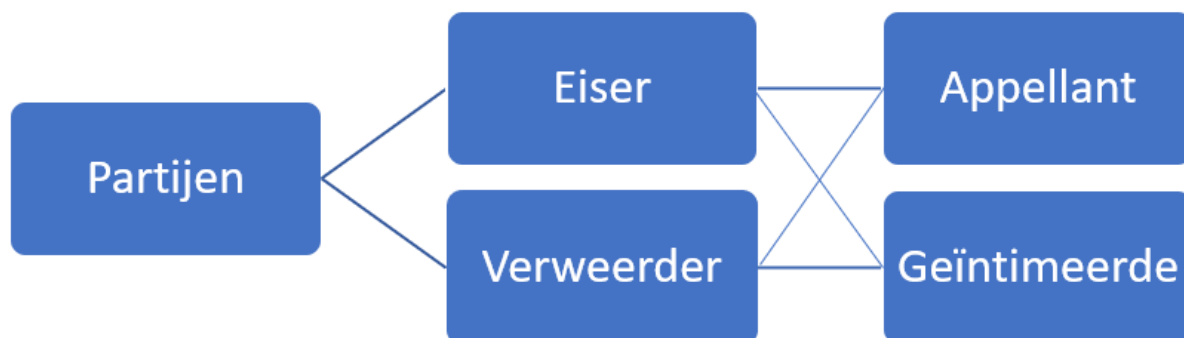 Partijen
Eiser
Verweerder
Appellant
Geïntimeerde